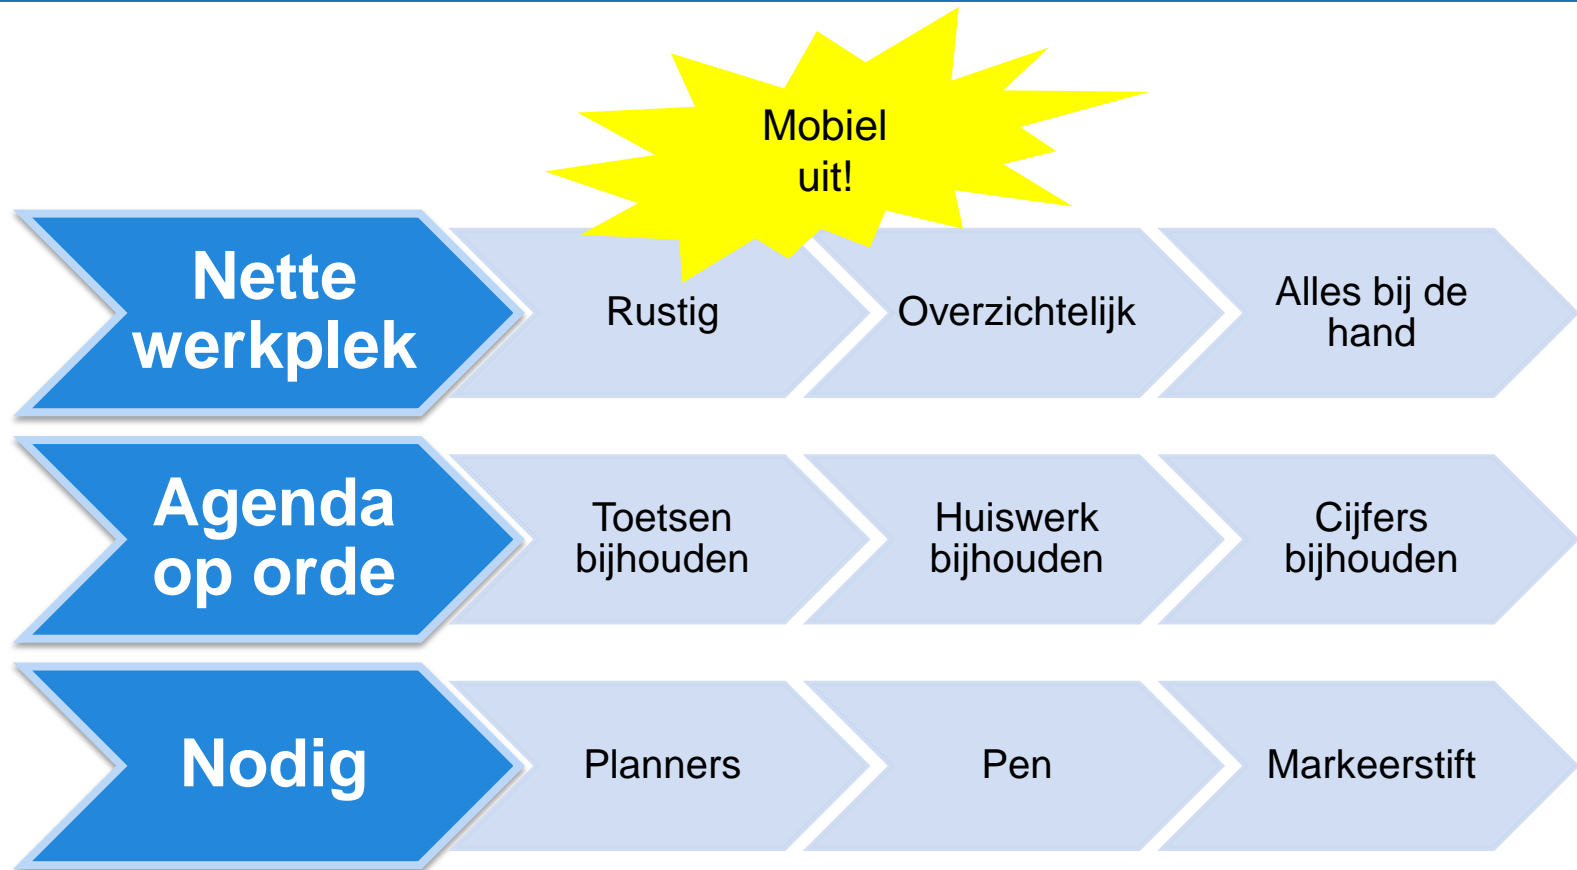 Mobiel
uit!
Nette
werkplek
Rustig
Overzichtelijk
Alles bij de
hand
Agenda
op orde
Toetsen
bijhouden
Huiswerk
bijhouden
Cijfers
bijhouden
Nodig
Planners
Pen
Markeerstift